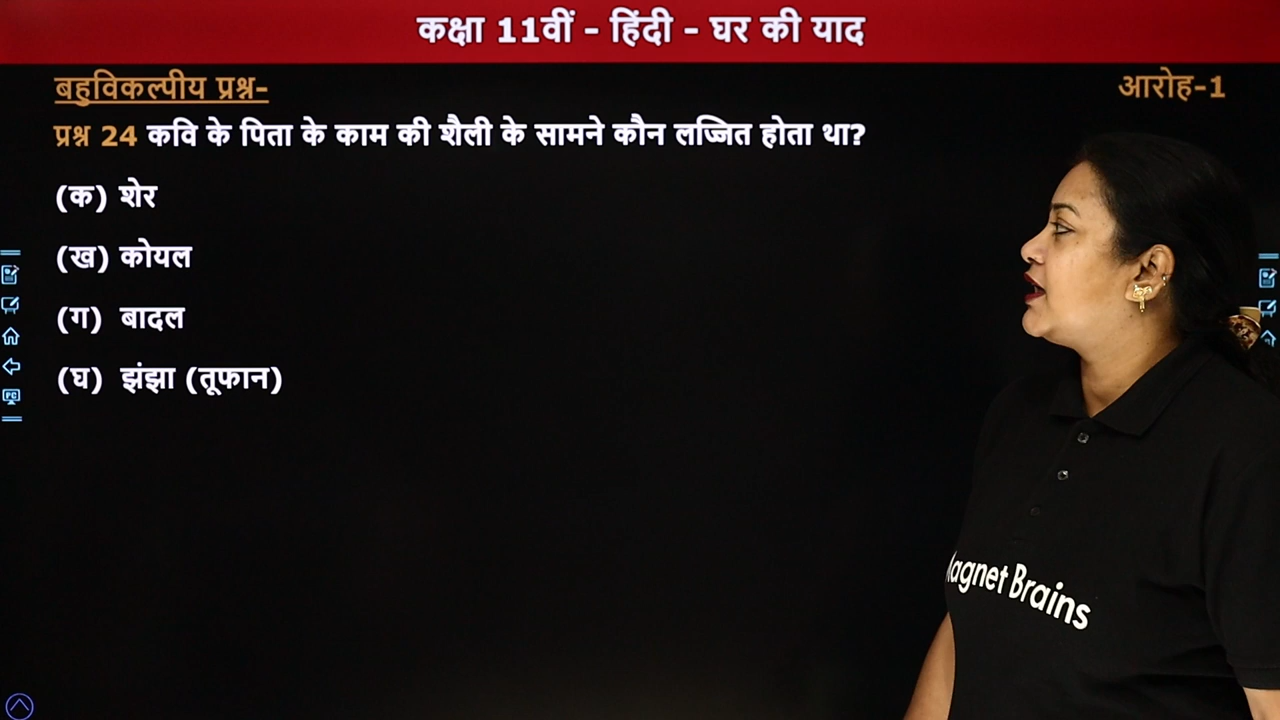 कक्षा 11वीं - हिंदी - घर की याद
बहुविकल्पीय प्रश्न-
आरोह-1
प्रश्न 24 कवि के पिता के काम की शैली के सामने कौन लज्जित होता था?
(क) शेर
(ख) कोयल
(ग) बादल
(घ) झंझा (तूफान)
agnet Brains